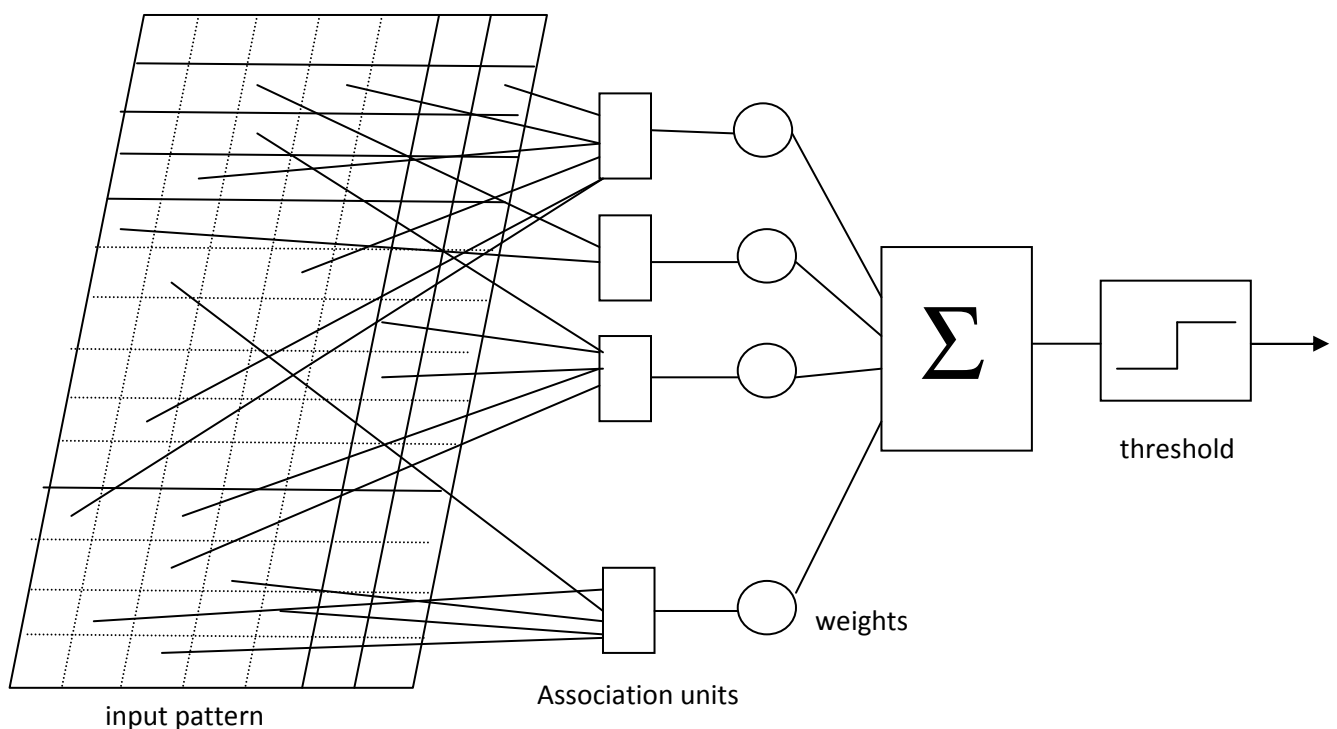 Σ
threshold
weights
Association units
input pattern